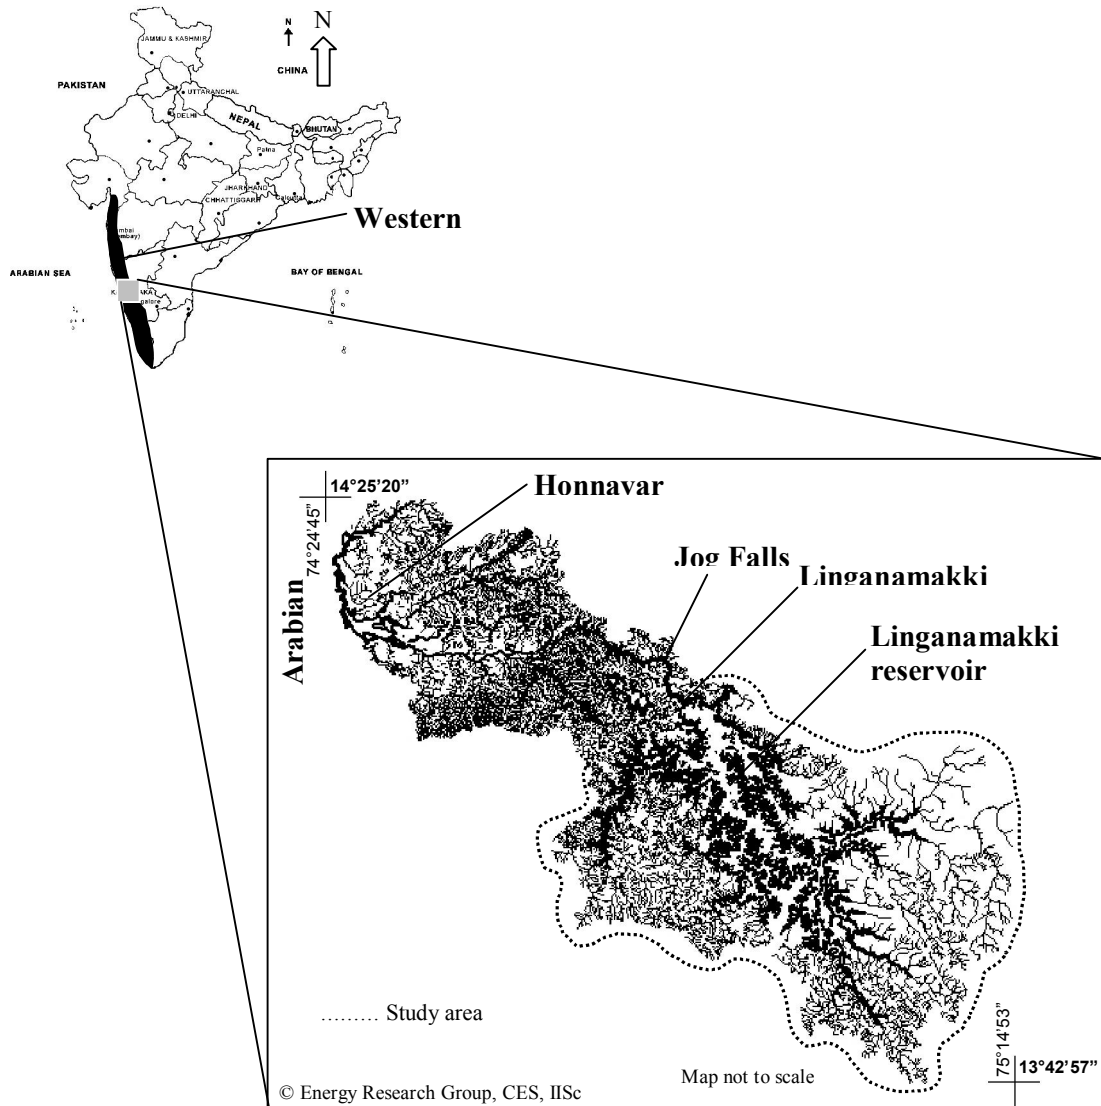 N
N
JAMMU & KASHMIR
CHINA
PAKISTAN
UTTARANCHAL
DELHI
NEPAL
BHUTAN
Patna
JHARKHAND
CHHATTISGARH
Calcutta
Western
ARABIAN SEA
BAY OF BENGAL
14°25'20”
74°24'45”
Honnavar
Jog Falls
Linganamakki
Linganamakki
reservoir
Arabian
......... Study area
Map not to scale
75°14'53”
13°42'57”
© Energy Research Group, CES, IISc